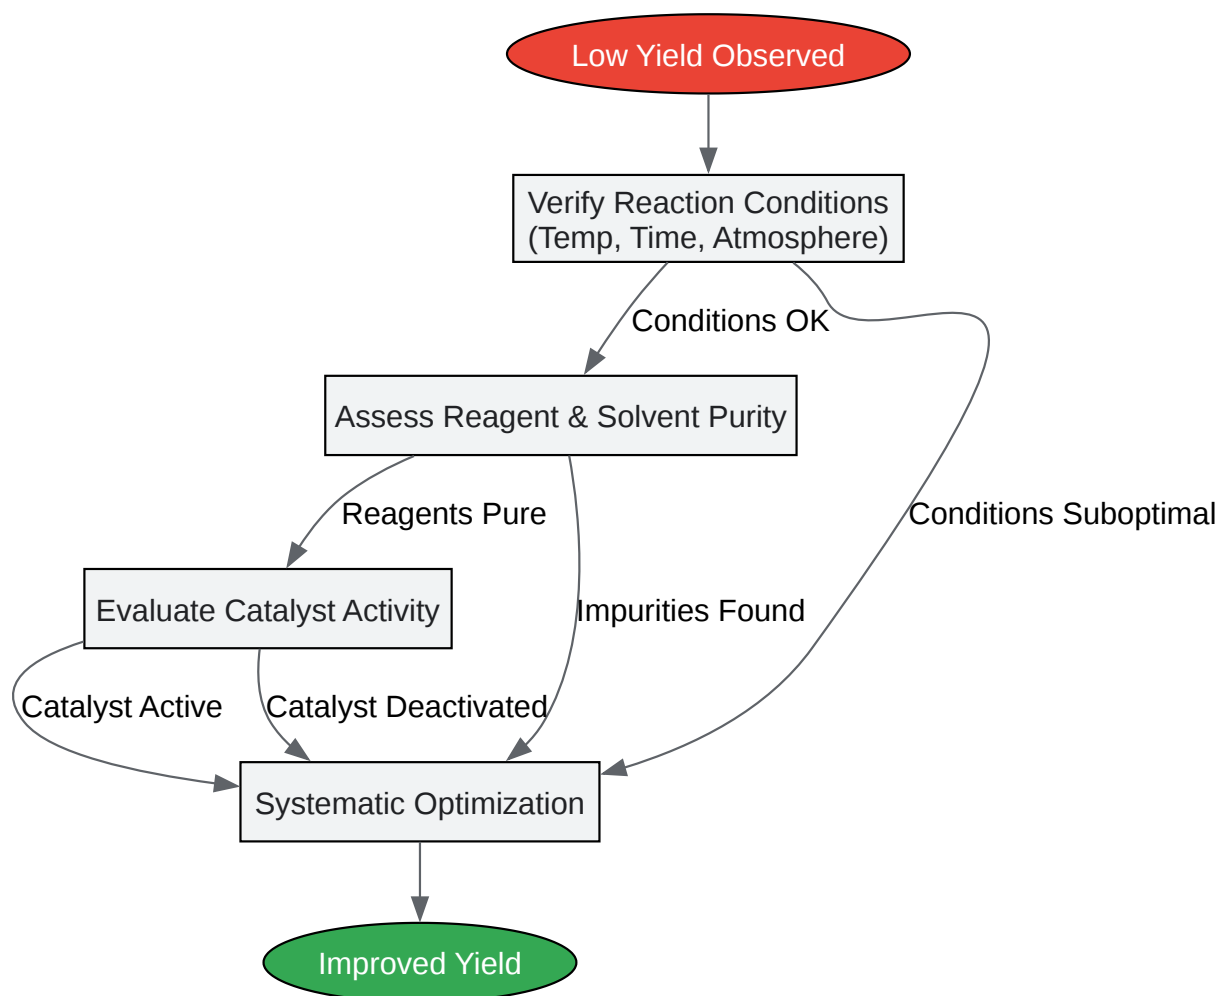 Low Yield Observed
Verify Reaction Conditions
(Temp, Time, Atmosphere)
Conditions OK
Assess Reagent & Solvent Purity
Reagents Pure
Conditions Suboptimal
Evaluate Catalyst Activity
Impurities Found
Catalyst Active
Catalyst Deactivated
Systematic Optimization
Improved Yield